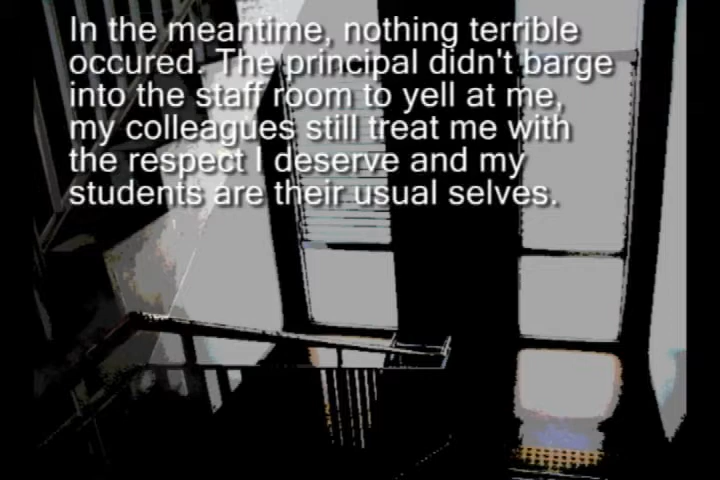 In the meantime, nothing terrible
occured. The principal didn't barge
into the staff room to yell at me,
my colleagues still treat me with
the respect I deserve and my
students are their usual selves.